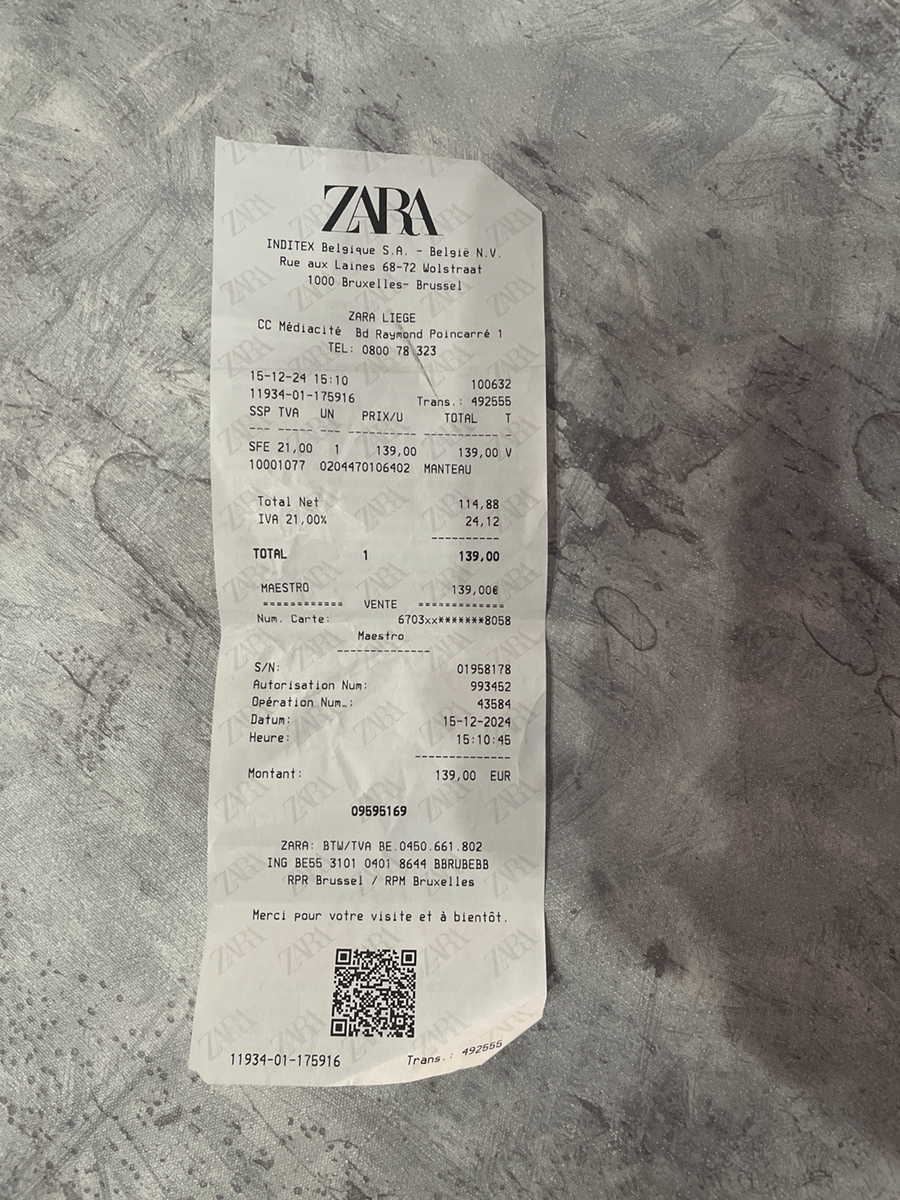 ZARA
INDITEX Belgique S.A. - België N.V.
Rue aux Laines 68-72 Wolstraat
1000 Bruxelles- Brussel
ZARA LIEGE
CC Médiacité Bd Raymond Poincarré 1
TEL: 0800 78 323
15-12-24 15:10 100632
11934-01-175916 Trans.: 492555
SSP TVA UN PRIX/U TOTAL T
--- ----- --- ---------- ---------- -
SFE 21,00 1 139,00 139,00 V
10001077 0204470106402 MANTEAU
Total Net 114,88
IVA 21,00% 24,12
----------
TOTAL 1 139,00
MAESTRO 139,00€
============ VENTE =============
Num. Carte: 6703xx*******8058
Maestro
--------------
S/N: 01958178
Autorisation Num: 993452
Opération Num.: 43584
Datum: 15-12-2024
Heure: 15:10:45
--------------
Montant: 139,00 EUR
09595169
ZARA: BTW/TVA BE.0450.661.802
ING BE55 3101 0401 8644 BBRUBEBB
RPR Brussel / RPM Bruxelles
Merci pour votre visite et à bientôt.
11934-01-175916 Trans.: 492555